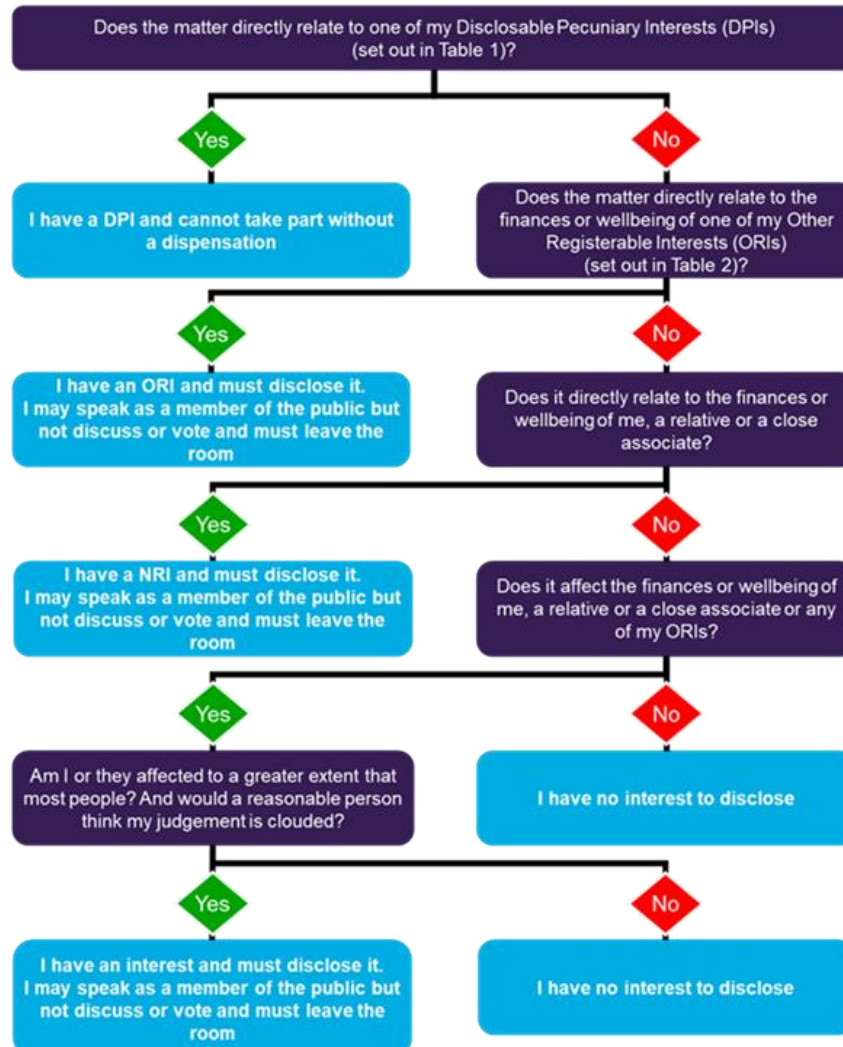 Does the matter directly relate to one of my Disclosable Pecuniary Interests (DPIs)
(set out in Table 1)?
Yes
No
I have a DPI and cannot take part without
a dispensation
Does the matter directly relate to the
finances or wellbeing of one of my Other
Registerable Interests (ORIs)
(set out in Table 2)?
Yes
No
I have an ORI and must disclose it.
I may speak as a member of the public but
not discuss or vote and must leave the
room
Does it directly relate to the finances or
wellbeing of me, a relative or a close
associate?
Yes
No
I have a NRI and must disclose it.
I may speak as a member of the public but
not discuss or vote and must leave the
room
Does it affect the finances or wellbeing of
me, a relative or a close associate or any
of my ORIs?
Yes
No
Am I or they affected to a greater extent that
most people? And would a reasonable person
think my judgement is clouded?
I have no interest to disclose
Yes
No
I have an interest and must disclose it.
I may speak as a member of the public but
not discuss or vote and must leave the
room
I have no interest to disclose